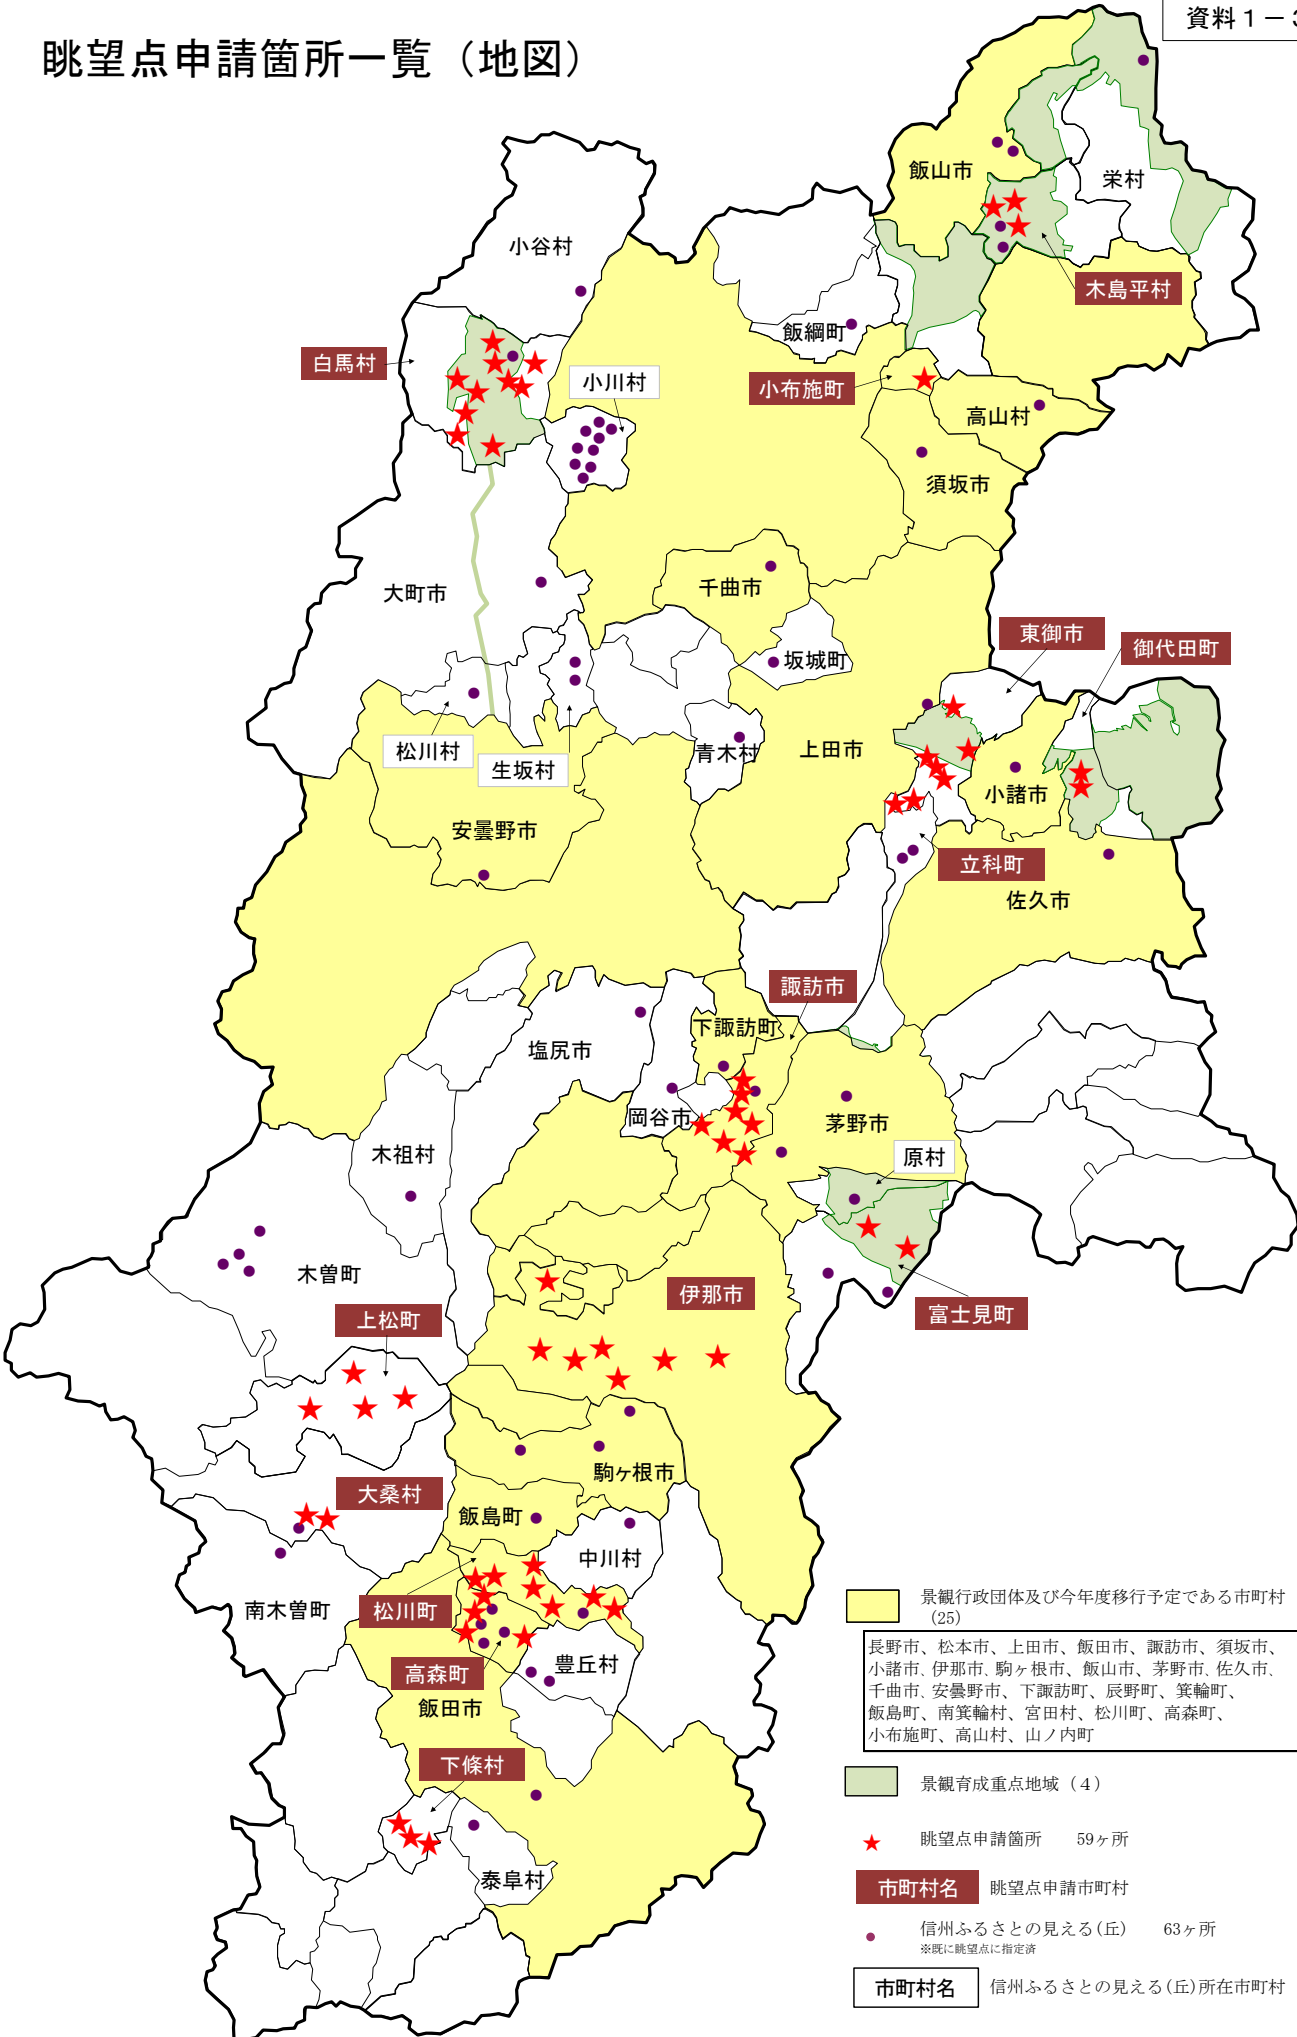 資料１－３
眺望点申請箇所一覧（地図）
飯山市
栄村
小谷村
木島平村
飯綱町
白馬村
小川村
小布施町
高山村
須坂市
大町市
千曲市
東御市
御代田町
坂城町
松川村
生坂村
青木村
上田市
小諸市
安曇野市
立科町
佐久市
諏訪市
下諏訪町
塩尻市
岡谷市
茅野市
木祖村
原村
木曽町
伊那市
上松町
富士見町
駒ヶ根市
大桑村
飯島町
中川村
南木曽町
松川町
豊丘村
高森町
飯田市
下條村
泰阜村
景観行政団体及び今年度移行予定である市町村
（25）
長野市、松本市、上田市、飯田市、諏訪市、須坂市、
小諸市、伊那市、駒ヶ根市、飯山市、茅野市、佐久市、
千曲市、安曇野市、下諏訪町、辰野町、箕輪町、
飯島町、南箕輪村、宮田村、松川町、高森町、
小布施町、高山村、山ノ内町
景観育成重点地域（４）
眺望点申請箇所　59ヶ所
市町村名　眺望点申請市町村
信州ふるさとの見える(丘)　63ヶ所
※既に眺望点に指定済
市町村名　信州ふるさとの見える(丘)所在市町村